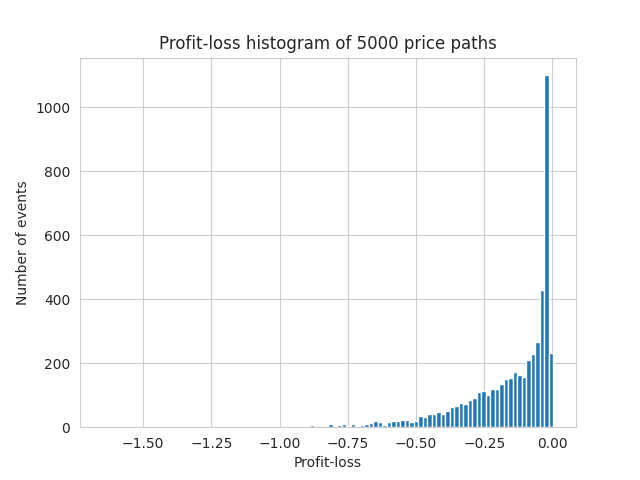 Profit-loss histogram of 5000 price paths
1000
800
600
400
200
0
Number of events
−1.50 −1.25 −1.00 −0.75 −0.50 −0.25 0.00
Profit-loss